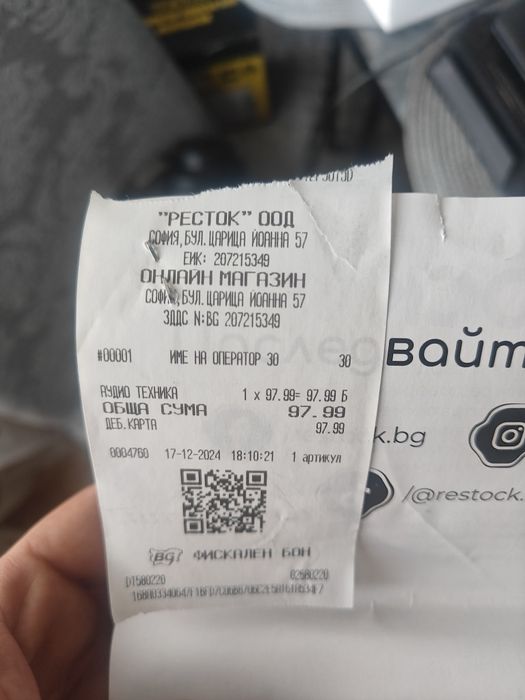 "РЕСТОК" ООД
СОФИЯ,БУЛ. ЦАРИЦА ЙОАННА 57
ЕИК: 207215349
ОНЛАЙН МАГАЗИН
СОФИЯ,БУЛ. ЦАРИЦА ЙОАННА 57
ЗДДС N:BG 207215349
#00001 ИМЕ НА ОПЕРАТОР 30 30
АУДИО ТЕХНИКА 1 x 97.99= 97.99 Б
ОБЩА СУМА 97.99
ДЕБ.КАРТА 97.99
0004760 17-12-2024 18:10:21 1 артикул
BG ФИСКАЛЕН БОН
DT580220 02580220
вайт
k.bg
/@restock.